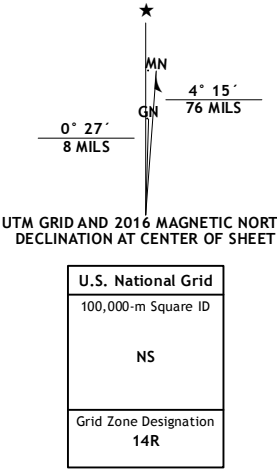 ★
MN
GN
4° 15´
76 MILS
0° 27´
8 MILS
UTM GRID AND 2016 MAGNETIC NORT
DECLINATION AT CENTER OF SHEET
U.S. National Grid
100,000-m Square ID
NS
Grid Zone Designation
14R